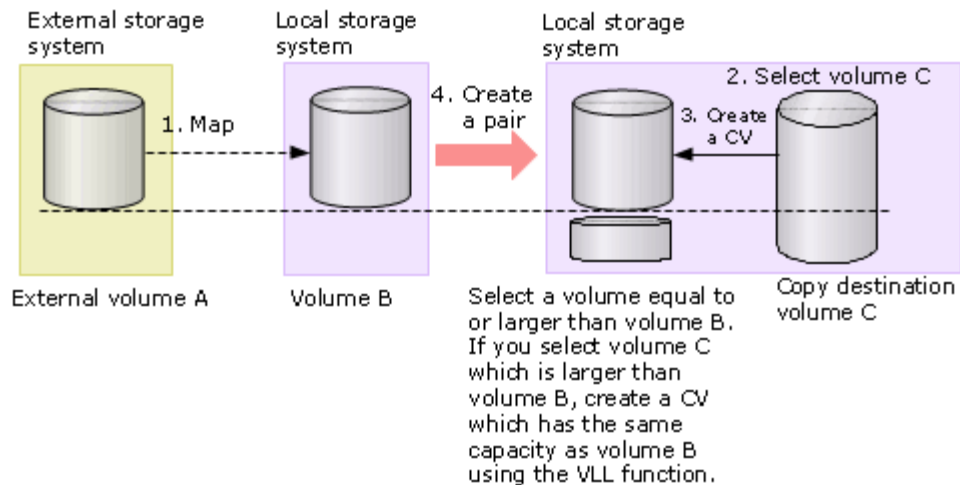 External storage
system
Local storage
system
Local storage
system
2. Select volume C
4. Create
a pair
3. Create
a CV
1. Map
External volume A
Volume B
Select a volume equal to
or larger than volume B.
If you select volume C
which is larger than
volume B, create a CV
which has the same
capacity as volume B
using the VLL function.
Copy destination
volume C